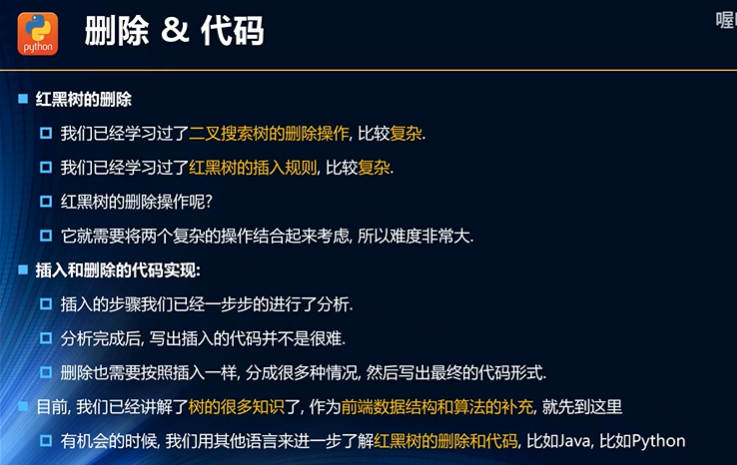 python
删除 & 代码
喔
红黑树的删除
我们已经学习过了二叉搜索树的删除操作, 比较复杂.
我们已经学习过了红黑树的插入规则, 比较复杂.
红黑树的删除操作呢?
它就需要将两个复杂的操作结合起来考虑, 所以难度非常大.
插入和删除的代码实现:
插入的步骤我们已经一步步的进行了分析.
分析完成后, 写出插入的代码并不是很难.
删除也需要按照插入一样, 分成很多种情况, 然后写出最终的代码形式.
目前, 我们已经讲解了树的很多知识了, 作为前端数据结构和算法的补充, 就先到这里
有机会的时候, 我们用其他语言来进一步了解红黑树的删除和代码, 比如Java, 比如Python